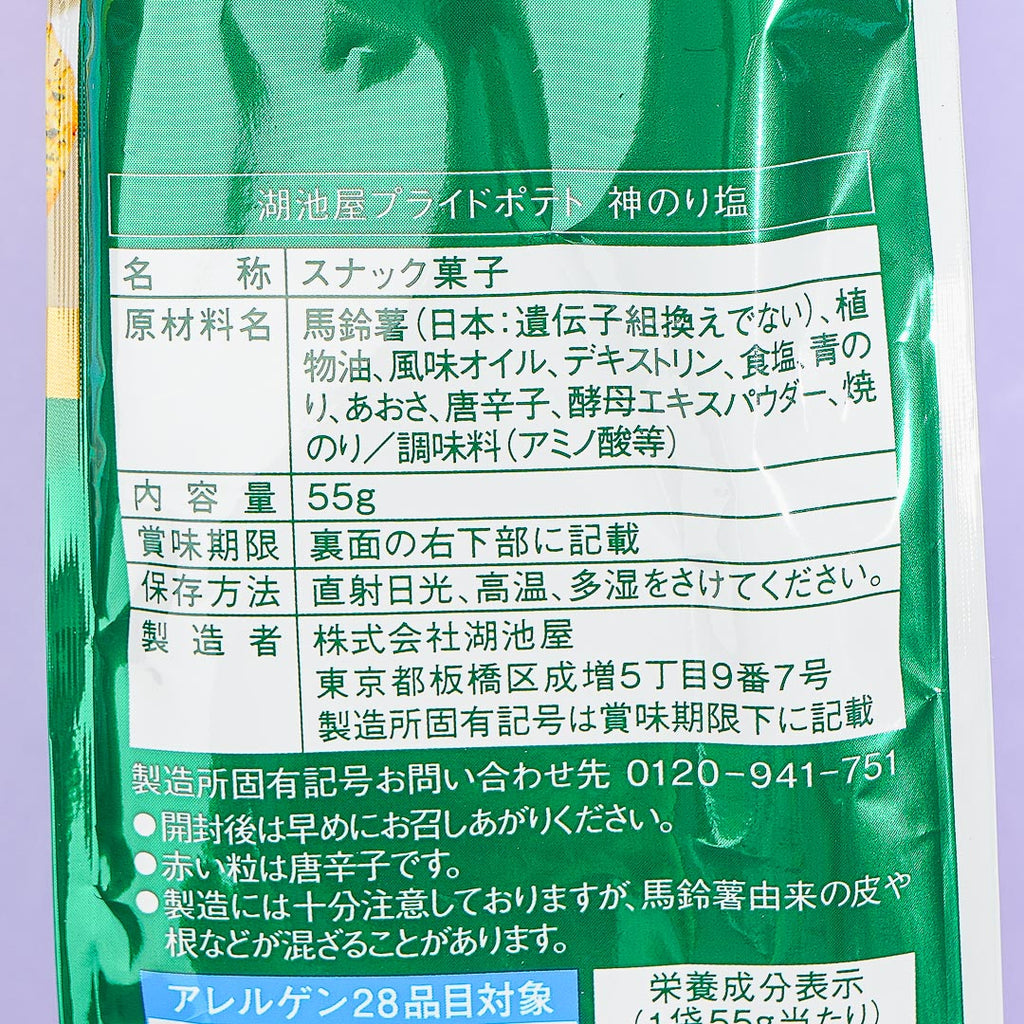 湖池屋プライドポテト 神のり塩
名称 スナック菓子
原材料名 馬鈴薯(日本:遺伝子組換えでない)、植
物油、風味オイル、デキストリン、食塩、青の
り、あおさ、唐辛子、酵母エキスパウダー、焼
のり/調味料(アミノ酸等)
内容量 55g
賞味期限 裏面の右下部に記載
保存方法 直射日光、高温、多湿をさけてください。
製造者 株式会社湖池屋
東京都板橋区成増5丁目9番7号
製造所固有記号は賞味期限下に記載
製造所固有記号お問い合わせ先 0120-941-751
●開封後は早めにお召しあがりください。
●赤い粒は唐辛子です。
●製造には十分注意しておりますが、馬鈴薯由来の皮や
根などが混ざることがあります。
アレルゲン28品目対象
栄養成分表示
(1袋55g当たり)